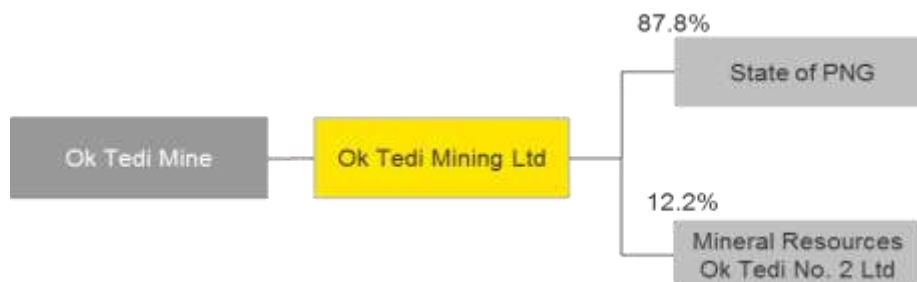 87.8%
State of PNG
Ok Tedi Mine
Ok Tedi Mining Ltd
12.2%
Mineral Resources
Ok Tedi No. 2 Ltd